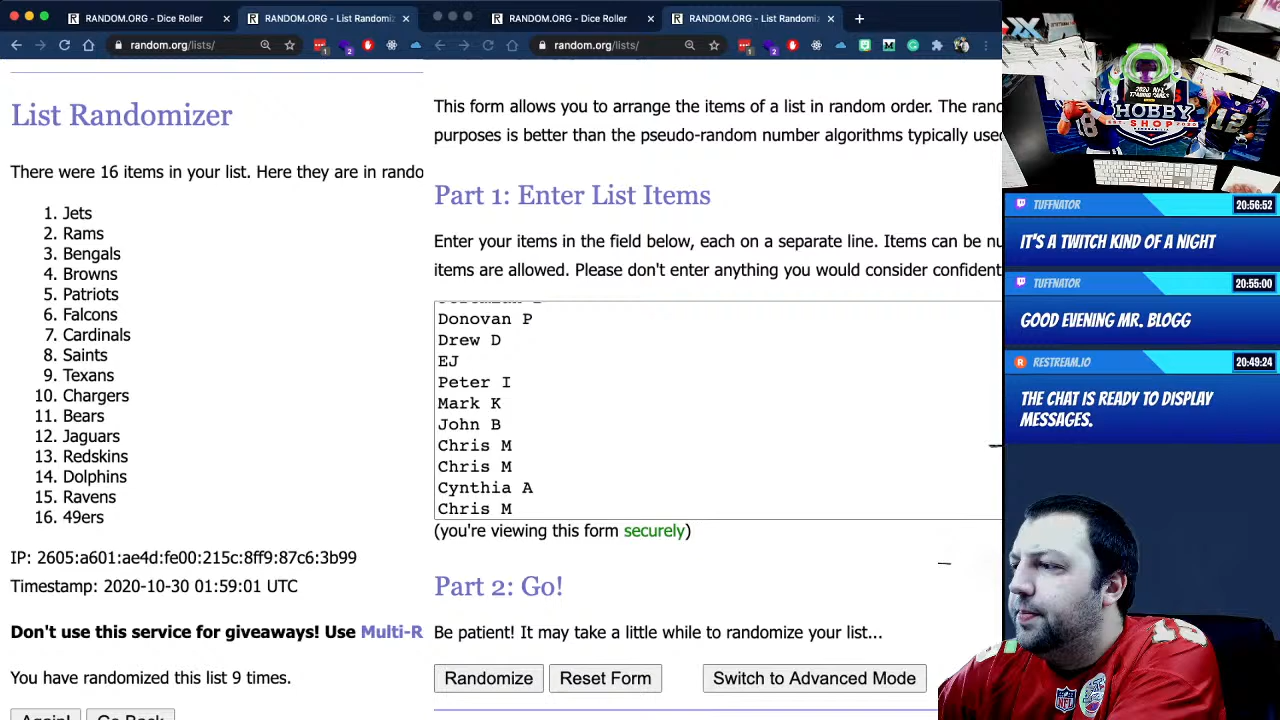 RANDOM.ORG - Dice Roller
RANDOM.ORG - List Randomi
RANDOM.ORG - Dice Roller
RANDOM.ORG - List Randomi
random.org/lists/
random.org/lists/
List Randomizer
There were 16 items in your list. Here they are in rando
1. Jets
2. Rams
3. Bengals
4. Browns
5. Patriots
6. Falcons
7. Cardinals
8. Saints
9. Texans
10. Chargers
11. Bears
12. Jaguars
13. Redskins
14. Dolphins
15. Ravens
16. 49ers
IP: 2605:a601:ae4d:fe00:215c:8ff9:87c6:3b99
Timestamp: 2020-10-30 01:59:01 UTC
Don't use this service for giveaways! Use Multi-R
You have randomized this list 9 times.
Again!
Go Back
This form allows you to arrange the items of a list in random order. The rand
purposes is better than the pseudo-random number algorithms typically used
Part 1: Enter List Items
Enter your items in the field below, each on a separate line. Items can be nu
items are allowed. Please don't enter anything you would consider confident
Donovan P
Drew D
EJ
Peter I
Mark K
John B
Chris M
Chris M
Cynthia A
Chris M
(you're viewing this form securely)
Part 2: Go!
Be patient! It may take a little while to randomize your list...
Randomize
Reset Form
Switch to Advanced Mode
HOBBY
SHOP
TUFFNATOR
20:56:52
IT'S A TWITCH KIND OF A NIGHT
TUFFNATOR
20:55:00
GOOD EVENING MR. BLOGG
RESTREAM.IO
20:49:24
THE CHAT IS READY TO DISPLAY
MESSAGES.
NFL